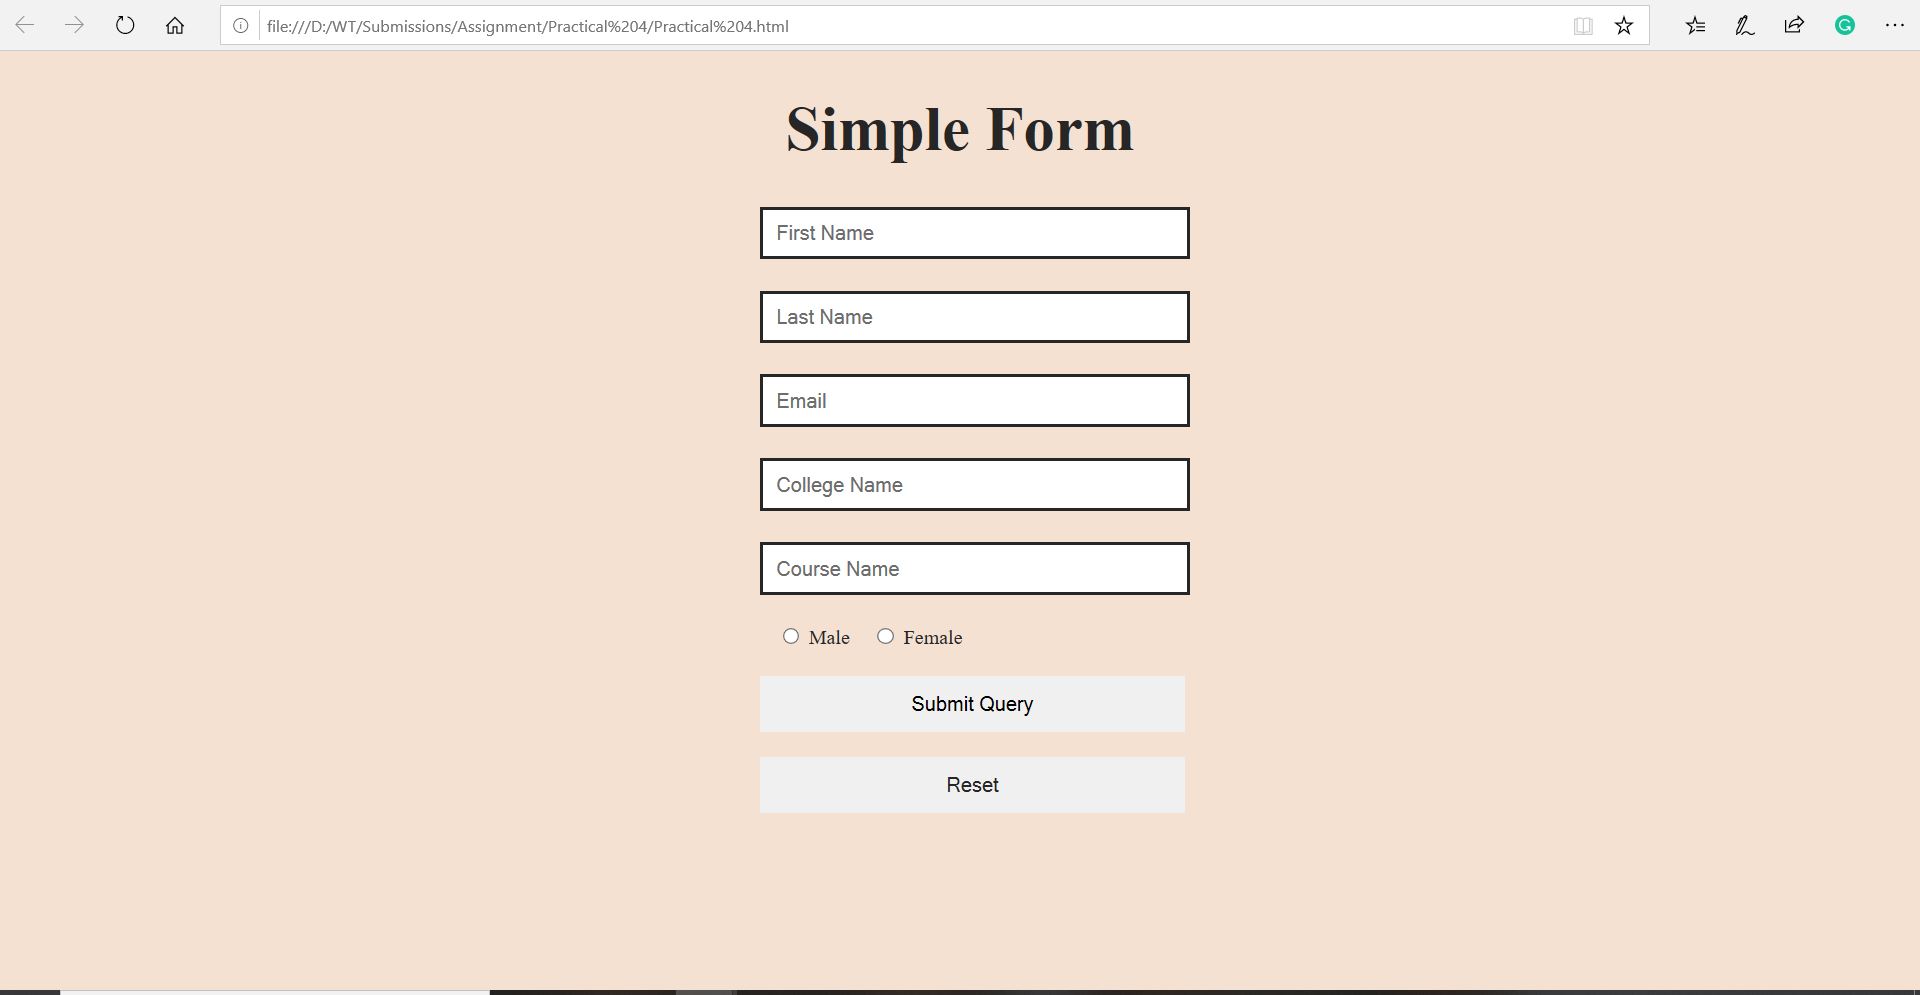 file:///D:/WT/Submissions/Assignment/Practical%204/Practical%204.html
Simple Form
First Name
Last Name
Email
College Name
Course Name
Male Female
Submit Query
Reset